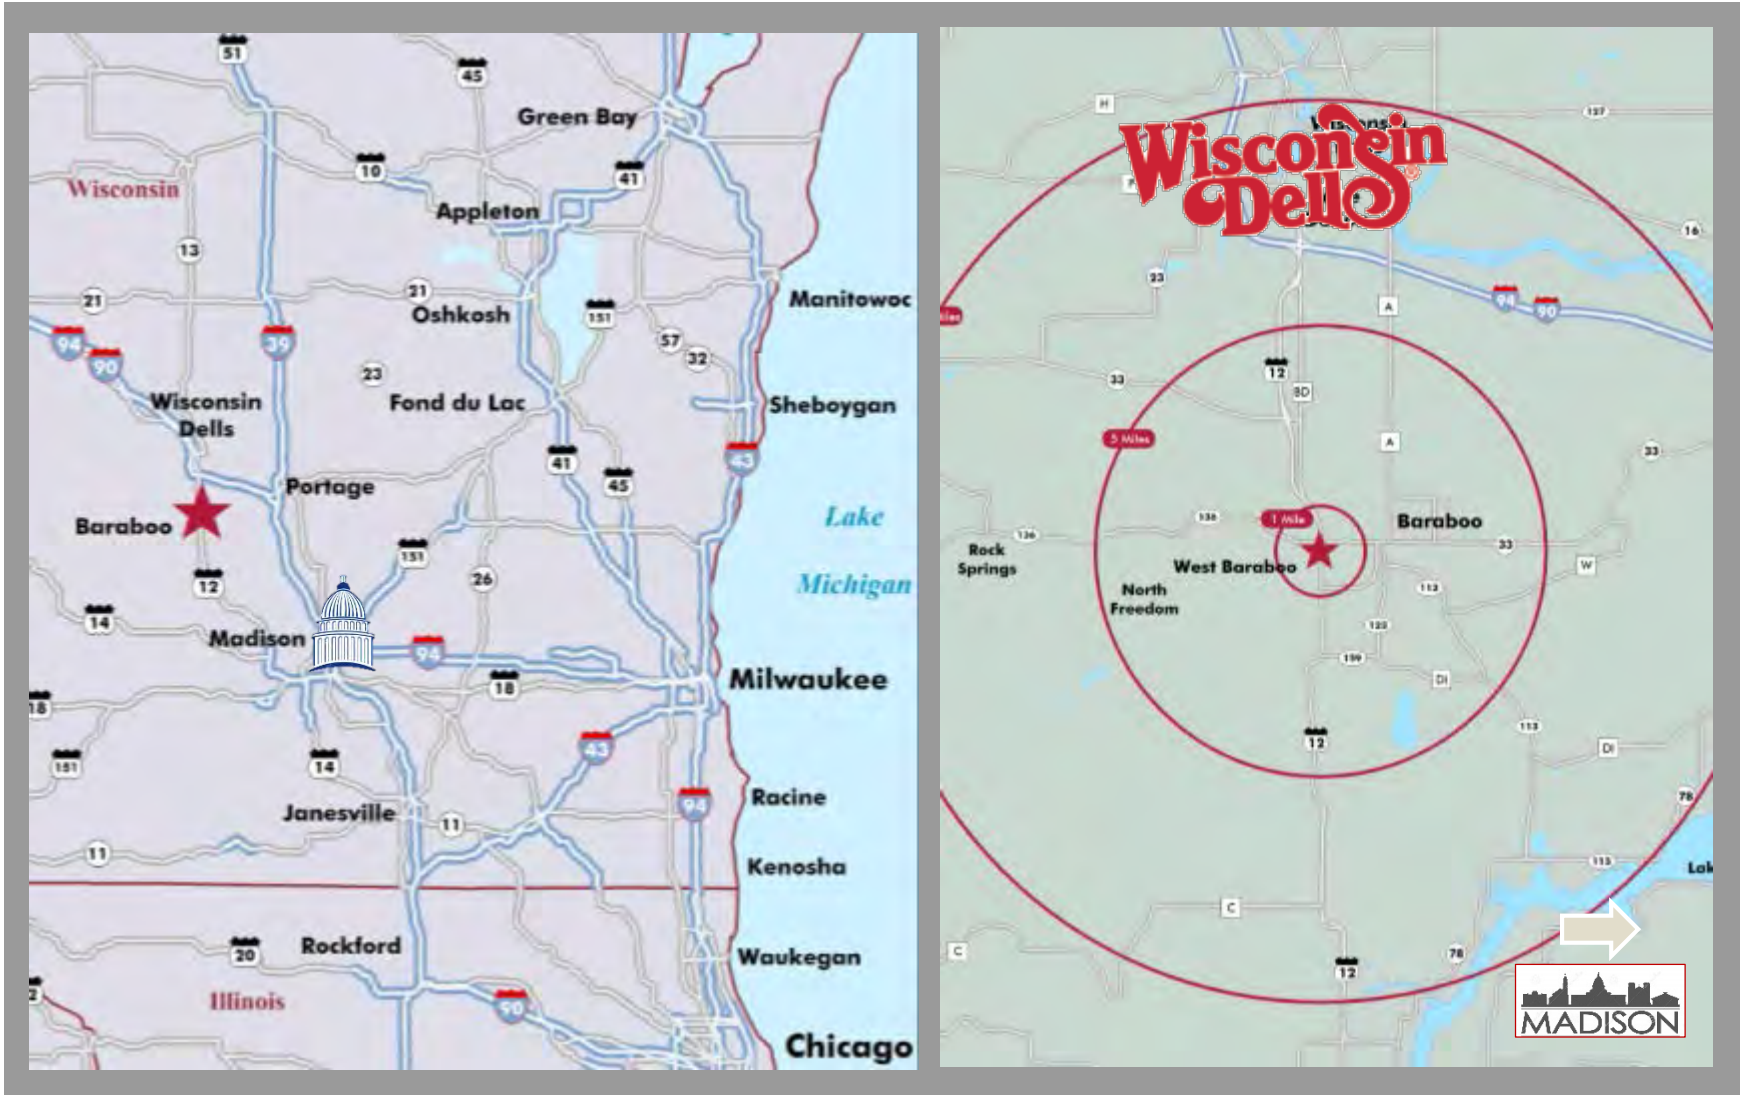 51
45
Green Bay
10
41
Wisconsin
Appleton
13
21
21
Oshkosh
151
Manitowoc
94
90
39
57
32
23
Wisconsin
Dells
Fond du Lac
Sheboygan
41
43
45
Portage
Baraboo
Lake
151
12
26
Michigan
14
Madison
94
18
Milwaukee
18
43
151
14
94
Racine
Janesville
11
11
Kenosha
Rockford
20
Waukegan
Illinois
90
Chicago
H
127
Wisconsin
Dells
16
23
94
90
A
12
33
BD
5 Miles
A
33
1 Mile
136
136
Baraboo
33
Rock
Springs
West Baraboo
W
North
Freedom
113
123
159
DL
12
113
DL
78
113
C
C
78
12
MADISON